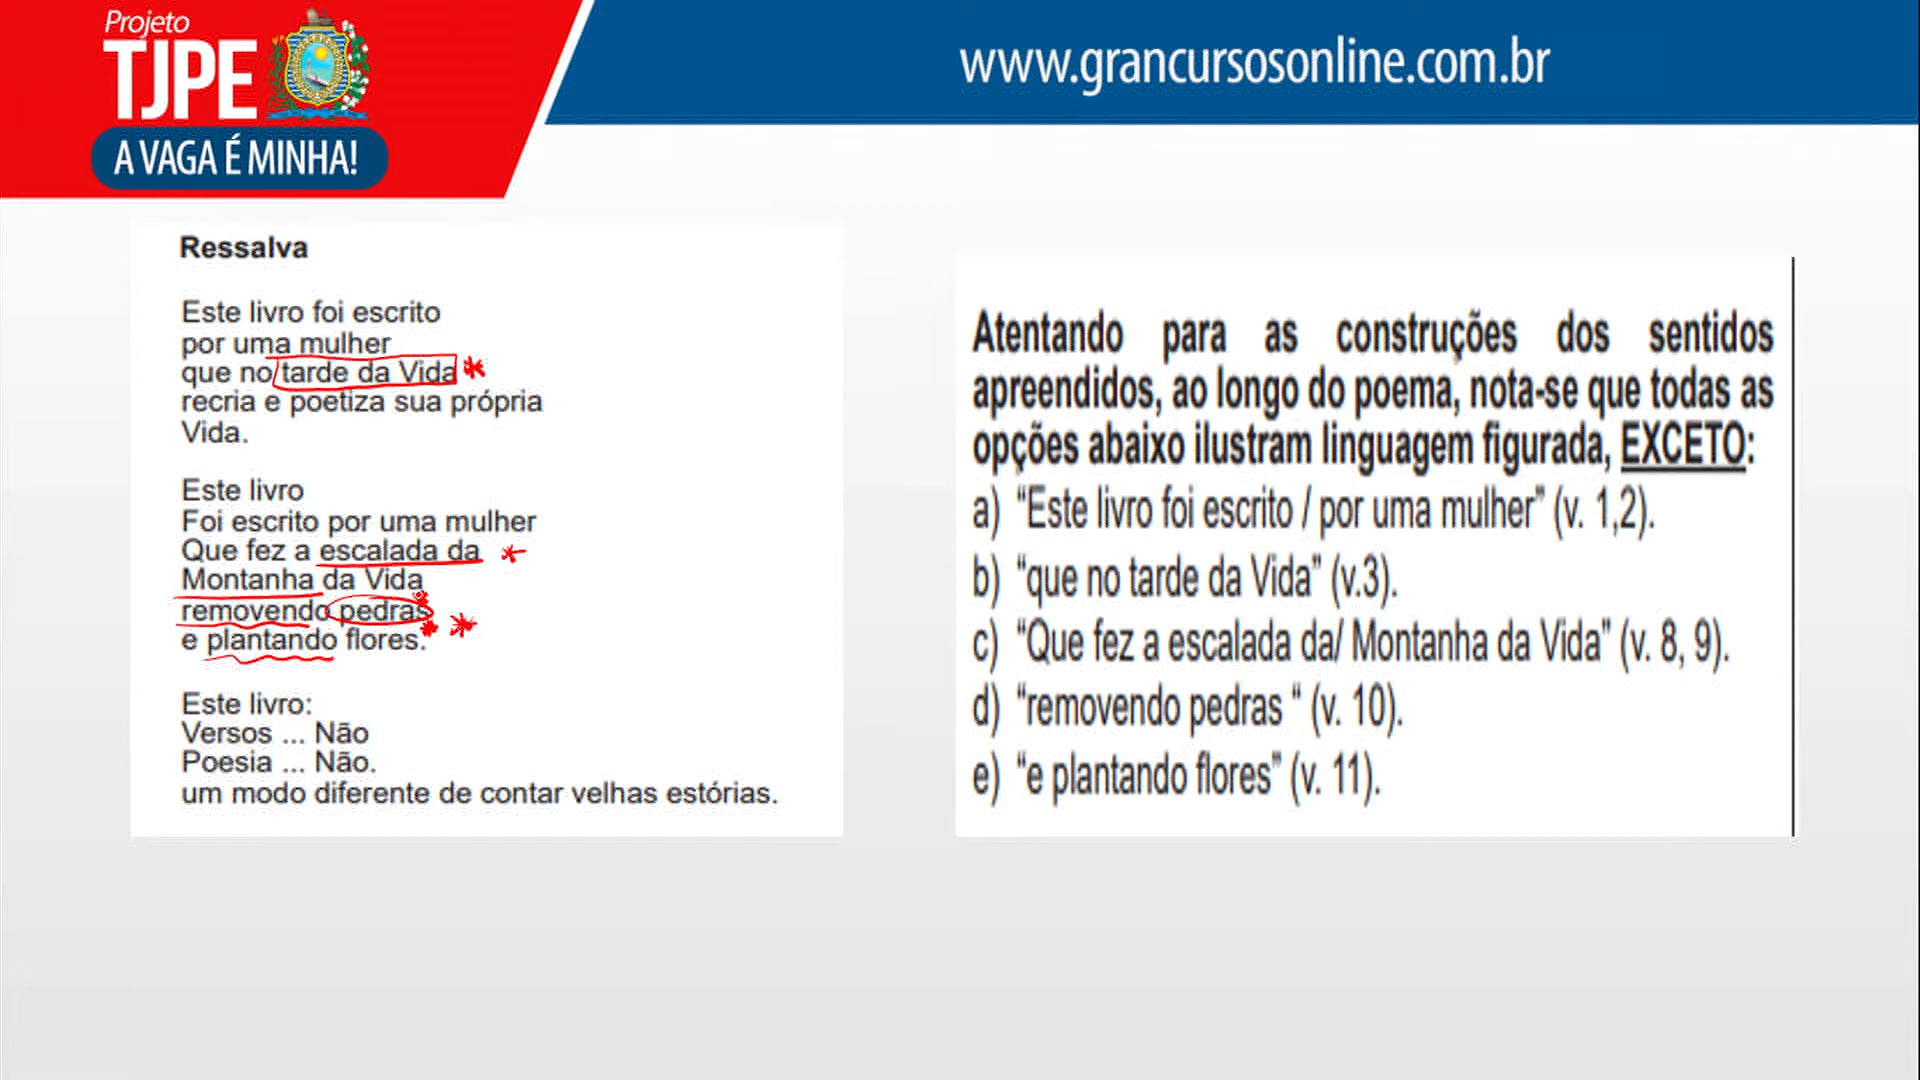 Projeto
TJPE
A VAGA É MINHA!
www.grancursosonline.com.br
Ressalva
Este livro foi escrito
por uma mulher
que no tarde da Vida
recria e poetiza sua própria
Vida.
Este livro
Foi escrito por uma mulher
Que fez a escalada da
Montanha da Vida
removendo pedras
e plantando flores.
Este livro:
Versos ... Não
Poesia ... Não.
um modo diferente de contar velhas estórias.
Atentando para as construções dos sentidos
apreendidos, ao longo do poema, nota-se que todas as
opções abaixo ilustram linguagem figurada, EXCETO:
a) “Este livro foi escrito / por uma mulher” (v. 1,2).
b) “que no tarde da Vida” (v.3).
c) “Que fez a escalada da/ Montanha da Vida” (v. 8, 9).
d) “removendo pedras “ (v. 10).
e) “e plantando flores” (v. 11).